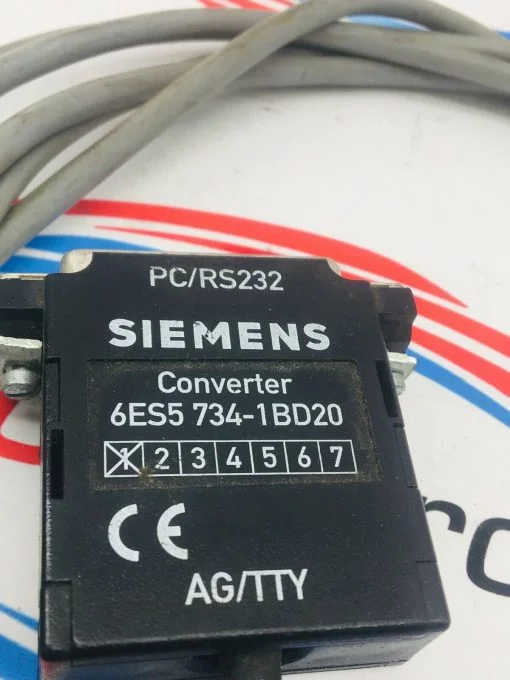 PC/RS232
SIEMENS
Converter
6ES5 734-1BD20
1 2 3 4 5 6 7
CE
AG/TTY